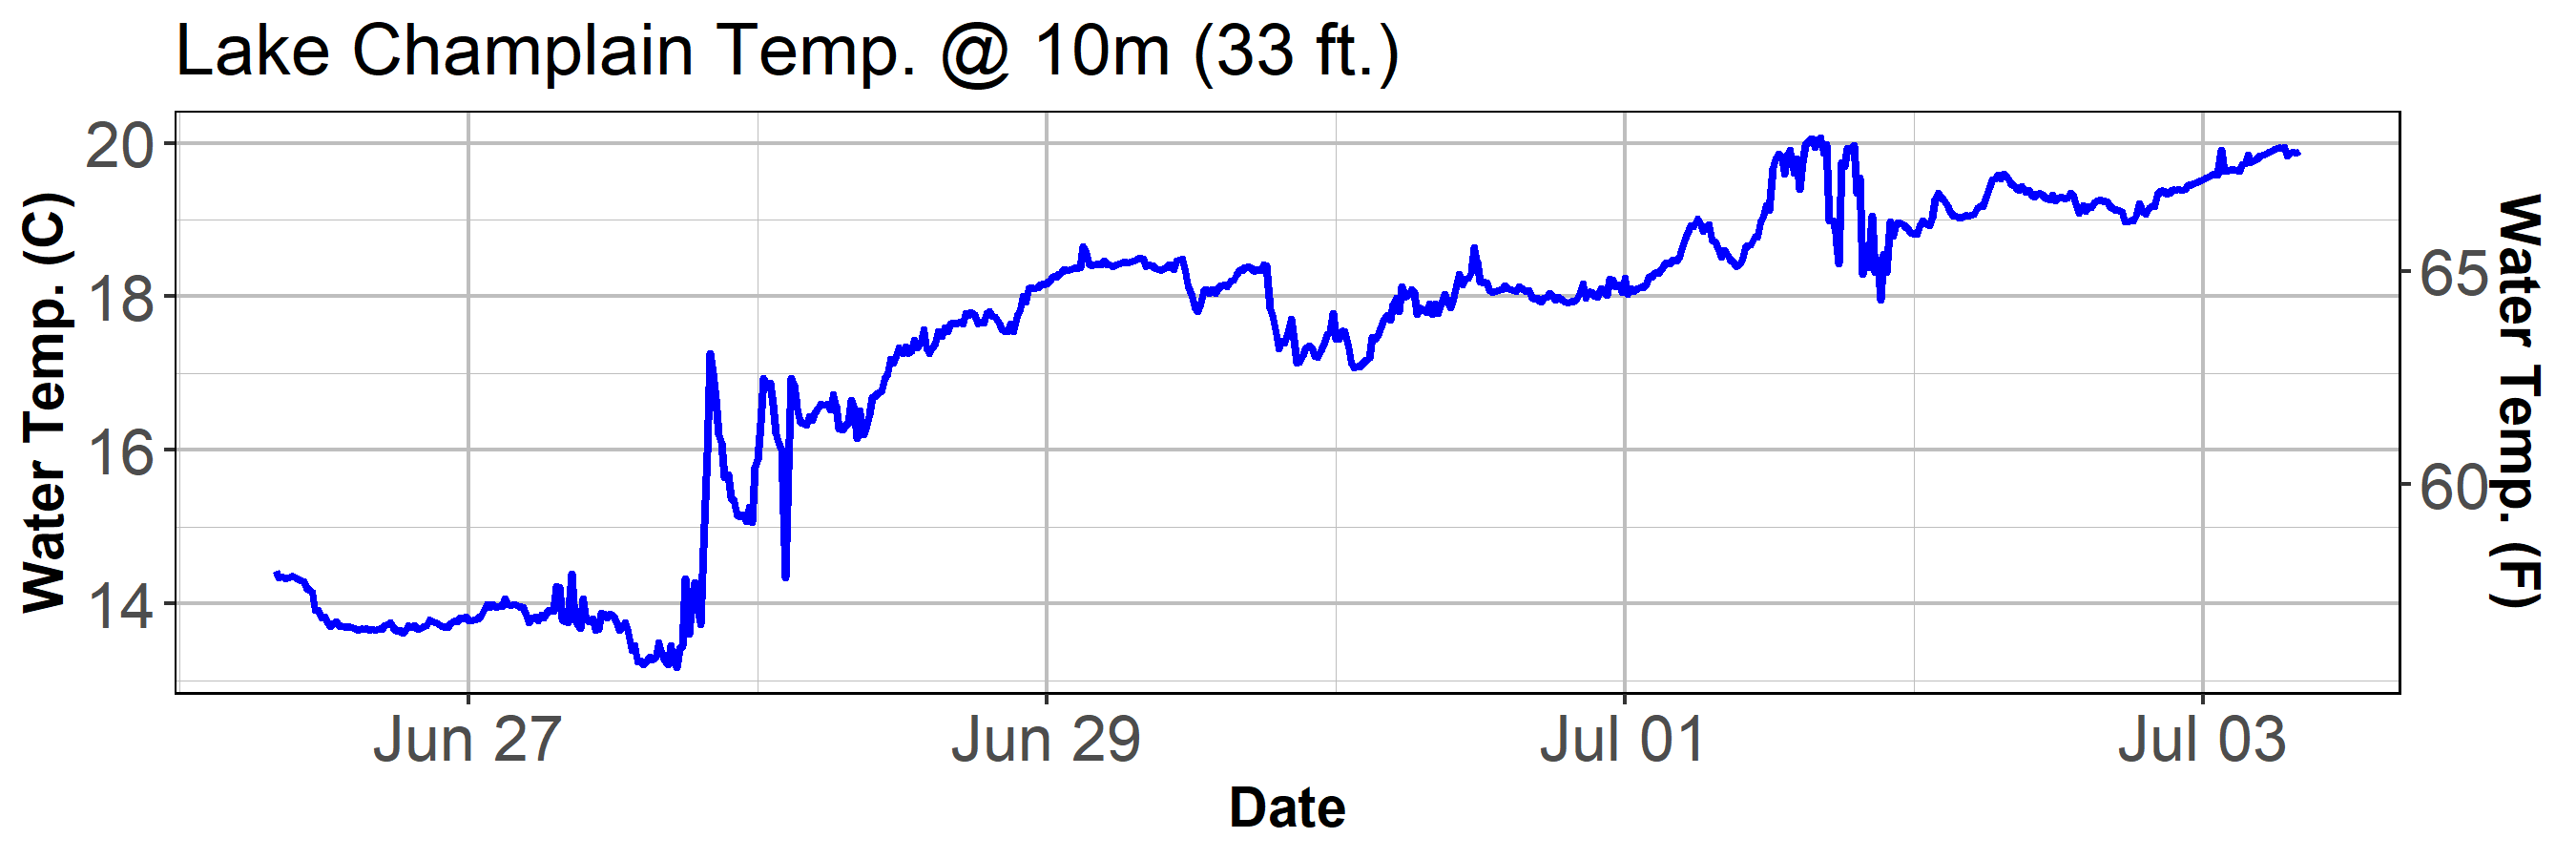 Lake Champlain Temp. @ 10m (33 ft.)
Water Temp. (C)
20
18
16
14
65
60
Water Temp. (F)
Jun 27
Jun 29
Jul 01
Jul 03
Date